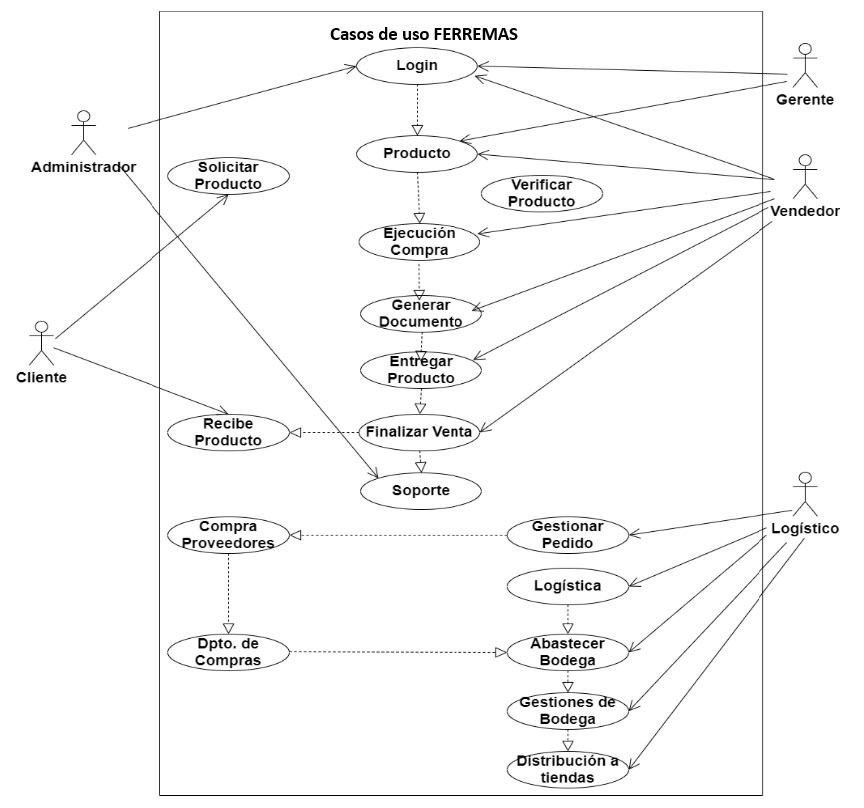 Casos de uso FERREMAS
Login
Gerente
Administrador
Producto
Solicitar
Producto
Verificar
Producto
Vendedor
Ejecución
Compra
Generar
Documento
Cliente
Entregar
Producto
Recibe
Producto
Finalizar Venta
Soporte
Compra
Proveedores
Gestionar
Pedido
Logístico
Logística
Dpto. de
Compras
Abastecer
Bodega
Gestiones de
Bodega
Distribución a
tiendas